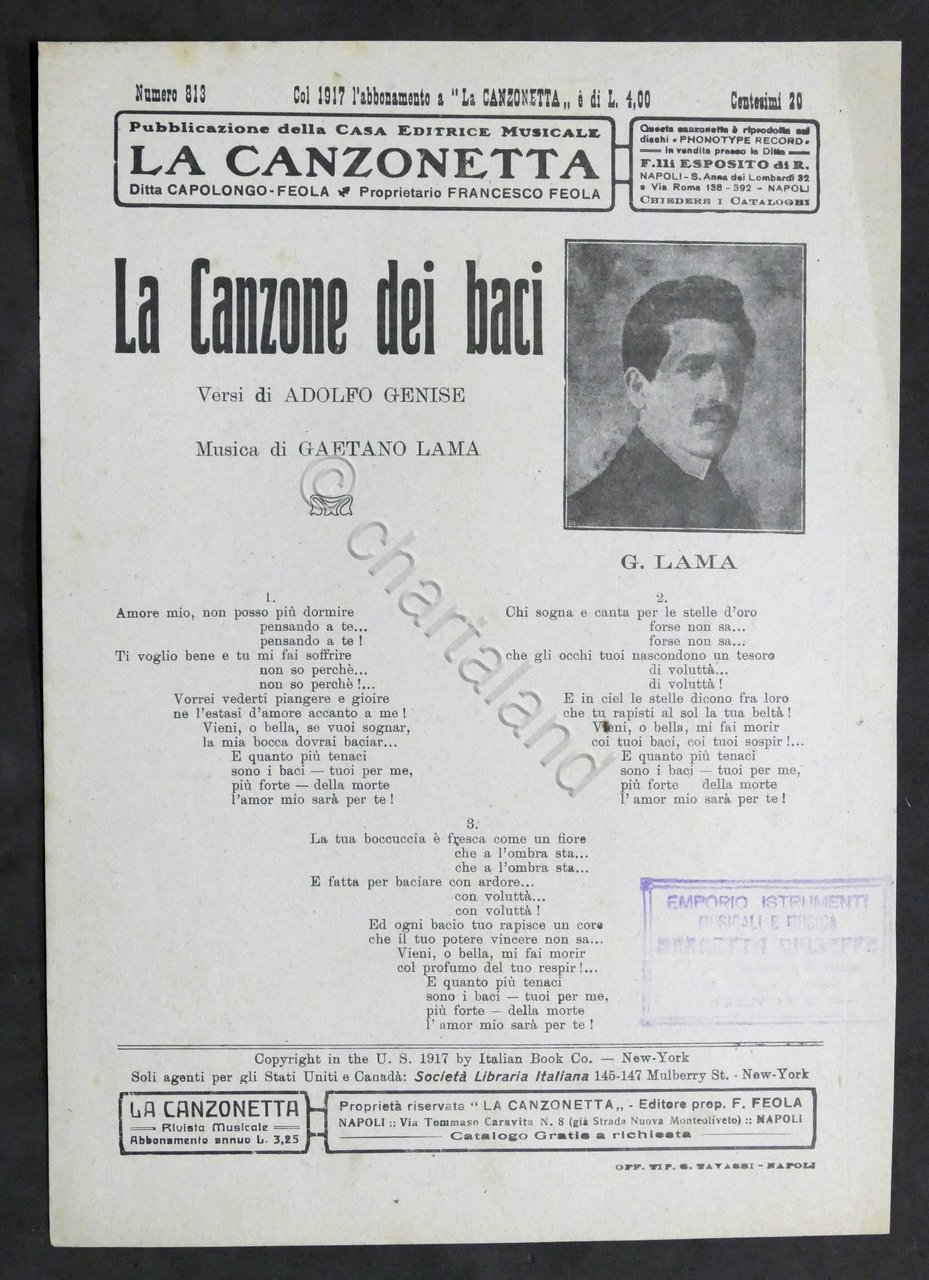 Numero 313 Col 1917 l'abbonamento a "La CANZONETTA„ è di L. 4,00 Centesimi 20
Pubblicazione della CASA EDITRICE MUSICALE
LA CANZONETTA
Ditta CAPOLONGO-FEOLA Proprietario FRANCESCO FEOLA
Questa canzonetta è riprodotta sui
dischi «PHONOTYPE RECORD»
in vendita presso la Ditta
F.lli ESPOSITO di R.
NAPOLI - S. Anna dei Lombardi 32
e Via Roma 138 - 392 - NAPOLI
CHIEDERE I CATALOGHI
La Canzone dei baci
Versi di ADOLFO GENISE
Musica di GAETANO LAMA
G. LAMA
© chartaland
1.
Amore mio, non posso più dormire
pensando a te...
pensando a te !
Ti voglio bene e tu mi fai soffrire
non so perchè...
non so perchè !...
Vorrei vederti piangere e gioire
ne l'estasi d'amore accanto a me !
Vieni, o bella, se vuoi sognar,
la mia bocca dovrai baciar...
E quanto più tenaci
sono i baci — tuoi per me,
più forte — della morte
l'amor mio sarà per te !
2.
Chi sogna e canta per le stelle d'oro
forse non sa...
forse non sa...
che gli occhi tuoi nascondono un tesoro
di voluttà...
di voluttà !
E in ciel le stelle dicono fra loro
che tu rapisti al sol la tua beltà !
Vieni, o bella, mi fai morir
coi tuoi baci, coi tuoi sospir !...
E quanto più tenaci
sono i baci — tuoi per me,
più forte della morte
l' amor mio sarà per te !
3.
La tua boccuccia è fresca come un fiore
che a l'ombra sta...
che a l'ombra sta...
E fatta per baciare con ardore...
con voluttà...
con voluttà !
Ed ogni bacio tuo rapisce un core
che il tuo potere vincere non sa...
Vieni, o bella, mi fai morir
col profumo del tuo respir !...
E quanto più tenaci
sono i baci — tuoi per me,
più forte — della morte
l' amor mio sarà per te !
EMPORIO ISTRUMENTI
MUSICALI E MUSICA
GIUSEPPE
Copyright in the U. S. 1917 by Italian Book Co. — New-York
Soli agenti per gli Stati Uniti e Canadà: Società Libraria Italiana 145-147 Mulberry St. - New-York
LA CANZONETTA
Rivista Musicale
Abbonamento annuo L. 3,25
Proprietà riservata "LA CANZONETTA„ - Editore prop. F. FEOLA
NAPOLI :: Via Tommaso Caravita N. 8 (già Strada Nuova Monteoliveto) :: NAPOLI
Catalogo Gratis a richiesta
OFF. TIP. G. TAVASSI - NAPOLI